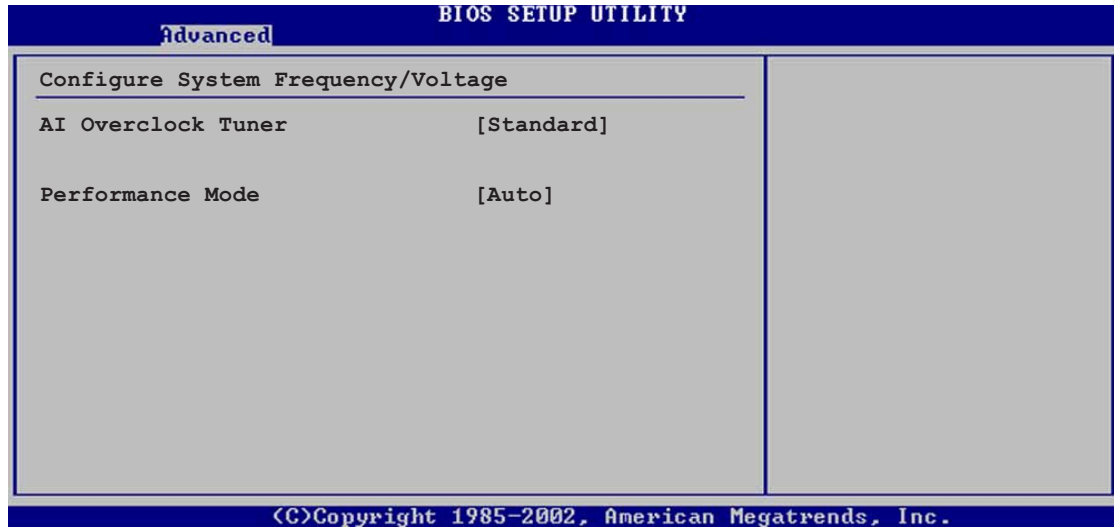 BIOS SETUP UTILITY
Advanced
Configure System Frequency/Voltage
AI Overclock Tuner [Standard]
Performance Mode [Auto]
(C)Copyright 1985-2002, American Megatrends, Inc.